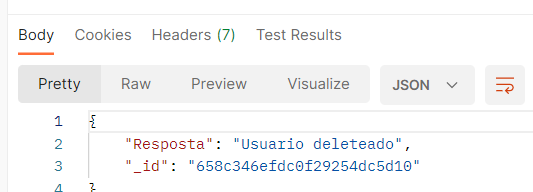 Body Cookies Headers (7) Test Results
Pretty Raw Preview Visualize JSON
1 {
2 "Resposta": "Usuario deleteado",
3 "_id": "658c346efdc0f29254dc5d10"
4 }